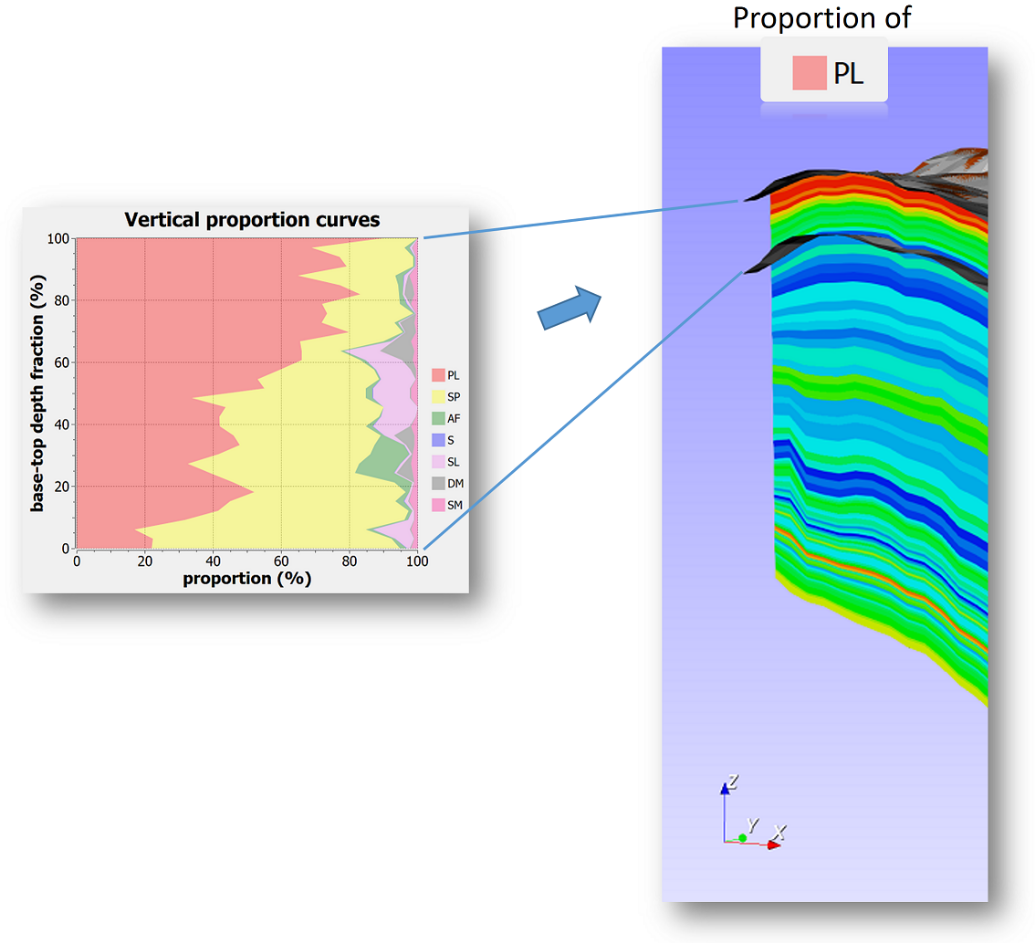 Proportion of
PL
Vertical proportion curves
base-top depth fraction (%)
100
80
60
40
20
0
0 20 40 60 80 100
proportion (%)
PL
SP
AF
S
SL
DM
SM
Z
Y
X